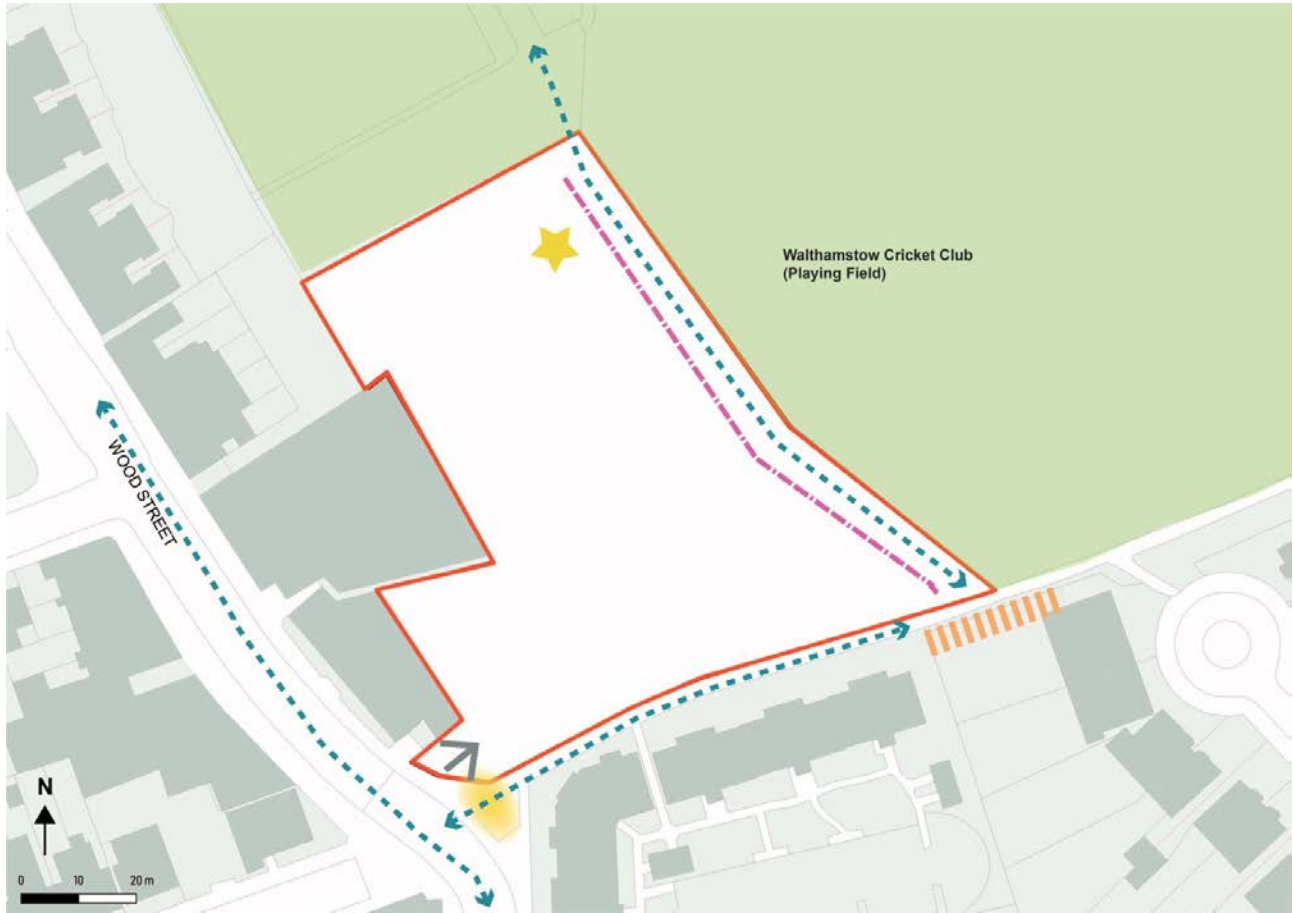 Walthamstow Cricket Club
(Playing Field)
WOOD STREET
N
0 10 20 m